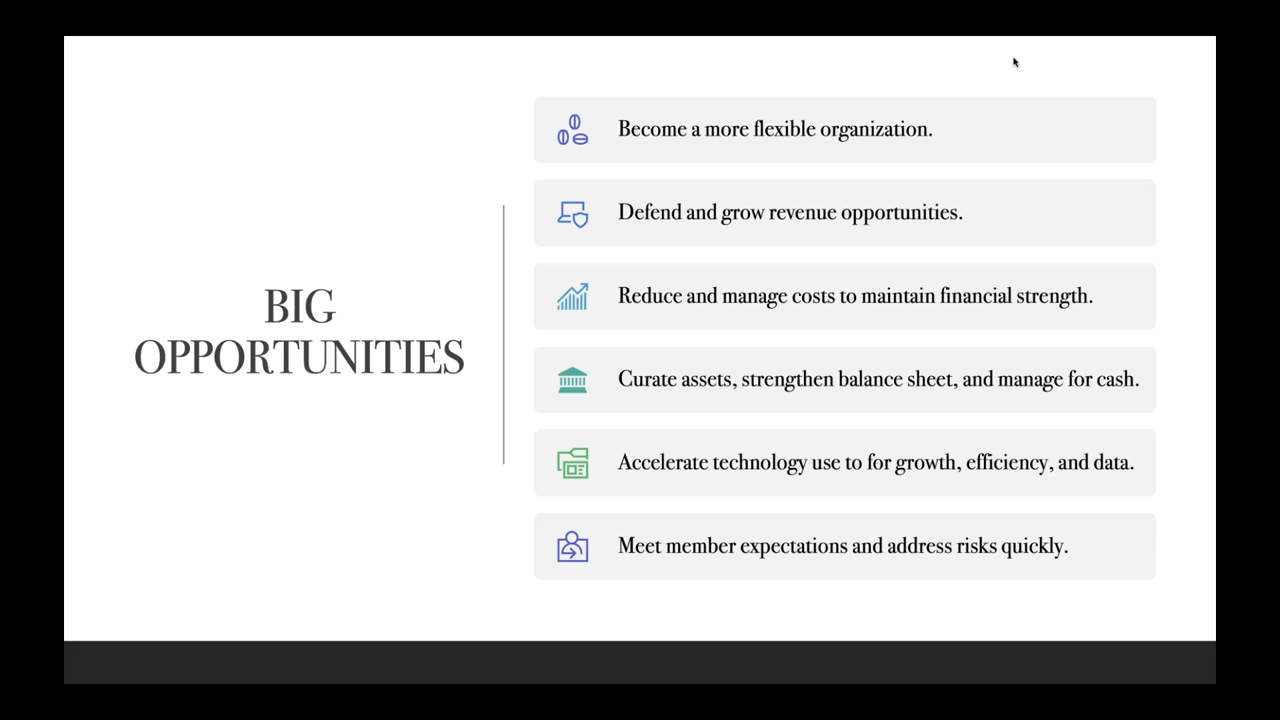 BIG
OPPORTUNITIES
Become a more flexible organization.
Defend and grow revenue opportunities.
Reduce and manage costs to maintain financial strength.
Curate assets, strengthen balance sheet, and manage for cash.
Accelerate technology use to for growth, efficiency, and data.
Meet member expectations and address risks quickly.